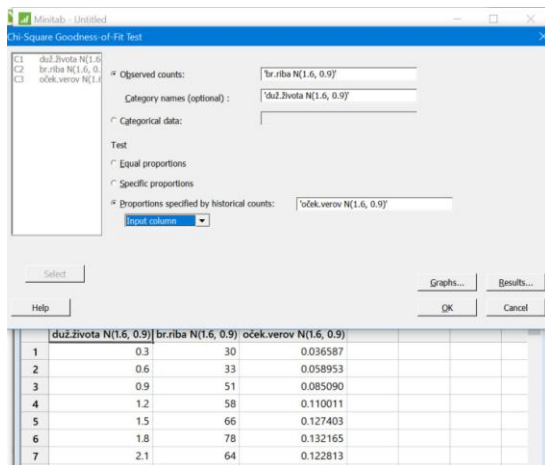 Minitab - Untitled
Chi-Square Goodness-of-Fit Test
C1 duž.života N(1.6
C2 br.riba N(1.6, 0.
C3 oček.verov N(1.6
Observed counts: 'br.riba N(1.6, 0.9)'
Category names (optional) : 'duž.života N(1.6, 0.9)'
Categorical data:
Test
Equal proportions
Specific proportions
Proportions specified by historical counts: 'oček.verov N(1.6, 0.9)'
Input column
Select
Graphs... Results...
Help OK Cancel
duž.života N(1.6, 0.9) br.riba N(1.6, 0.9) oček.verov N(1.6, 0.9)
1 0.3 30 0.036587
2 0.6 33 0.058953
3 0.9 51 0.085090
4 1.2 58 0.110011
5 1.5 66 0.127403
6 1.8 78 0.132165
7 2.1 64 0.122813